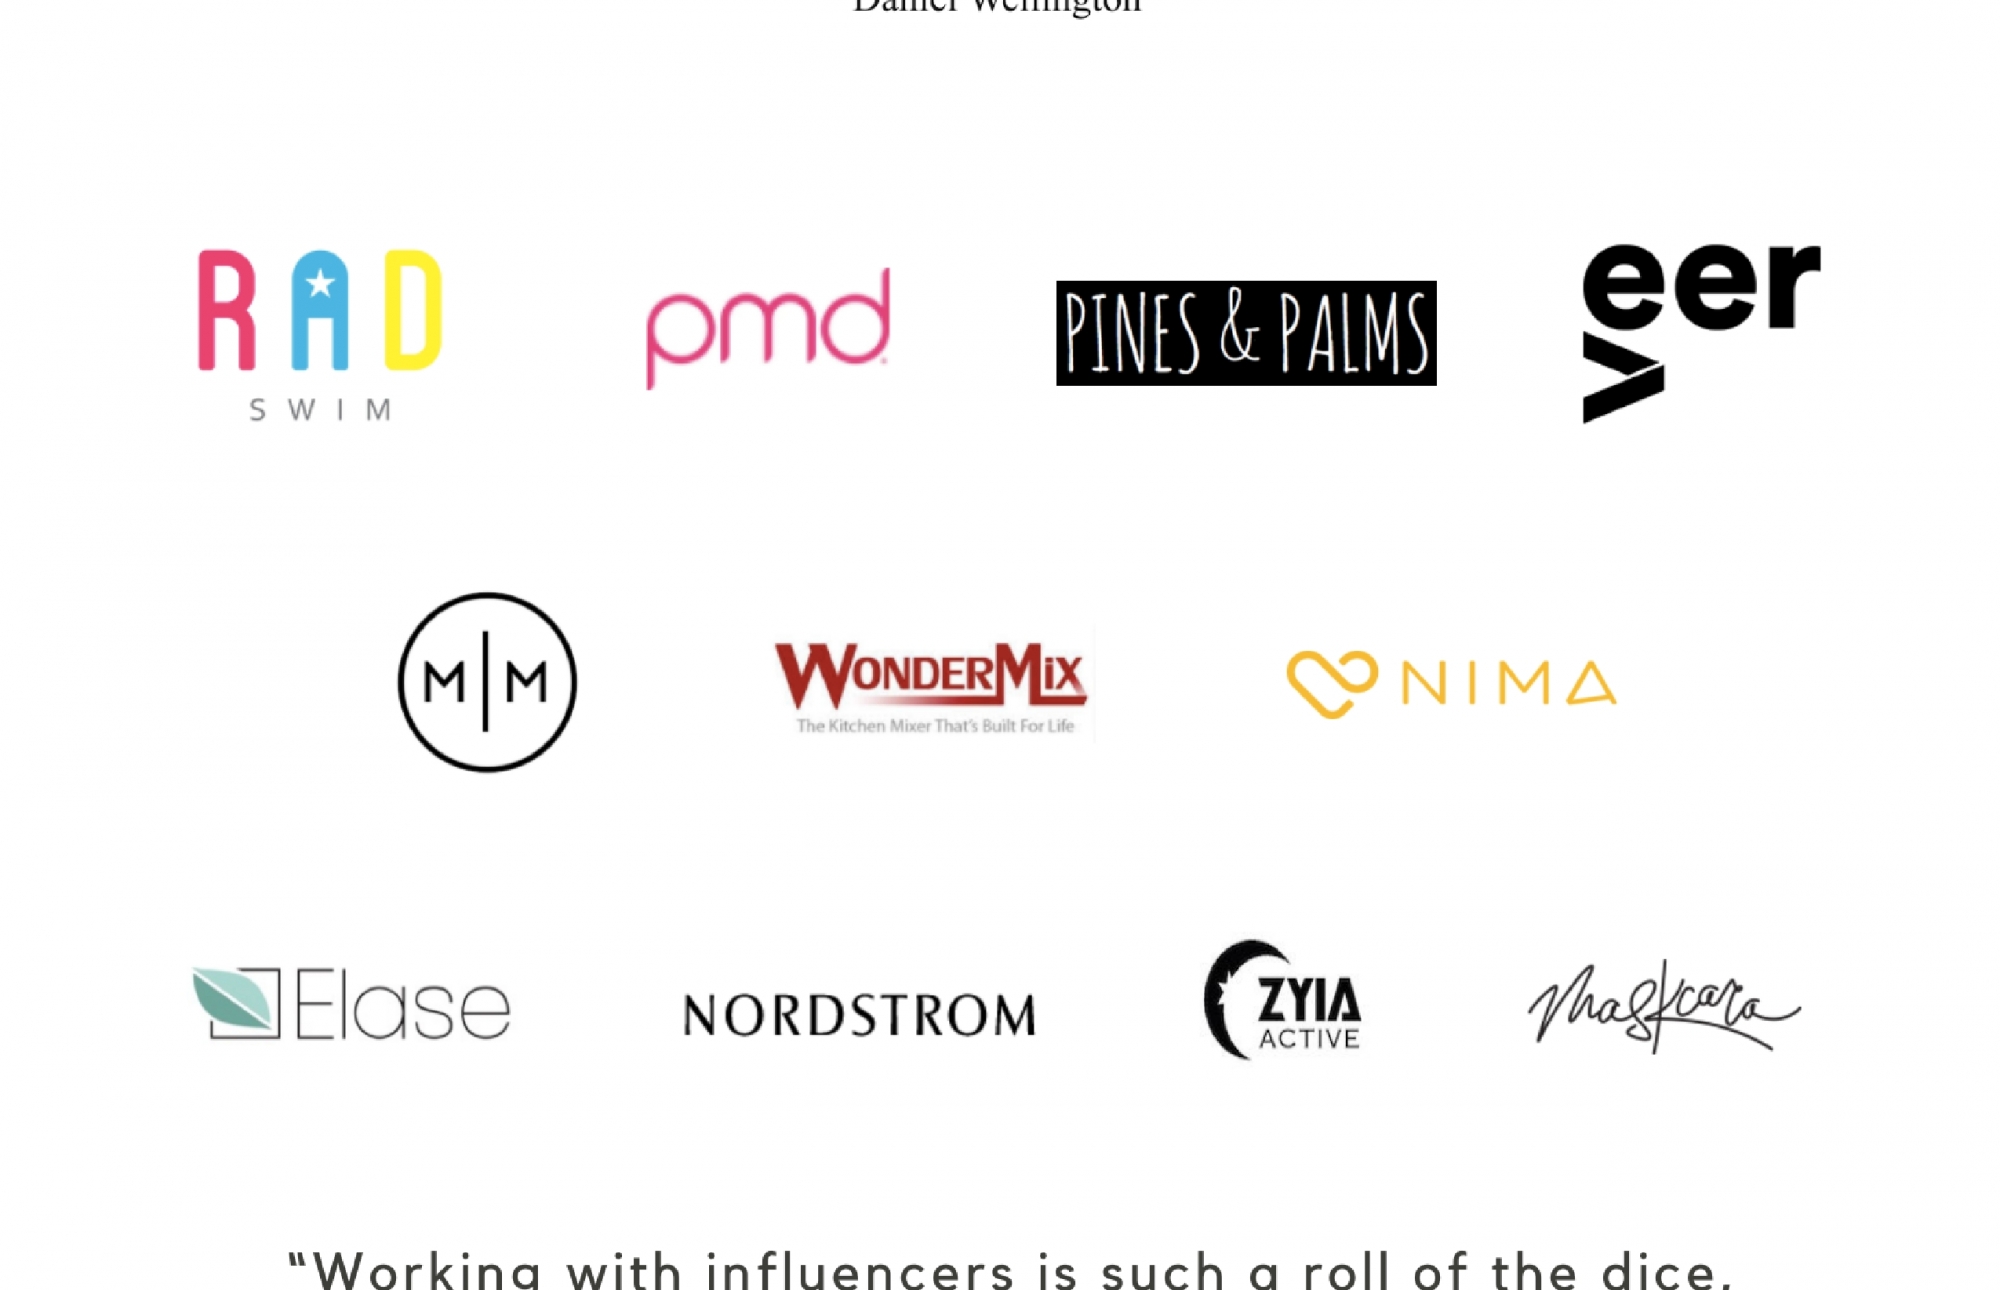 Daniel Wellington
RAD
SWIM
pmd
PINES & PALMS
veer
M|M
WONDERMiX
The Kitchen Mixer That's Built For Life
NIMA
Elase
NORDSTROM
ZYIA
ACTIVE
maskcara
“Working with influencers is such a roll of the dice,